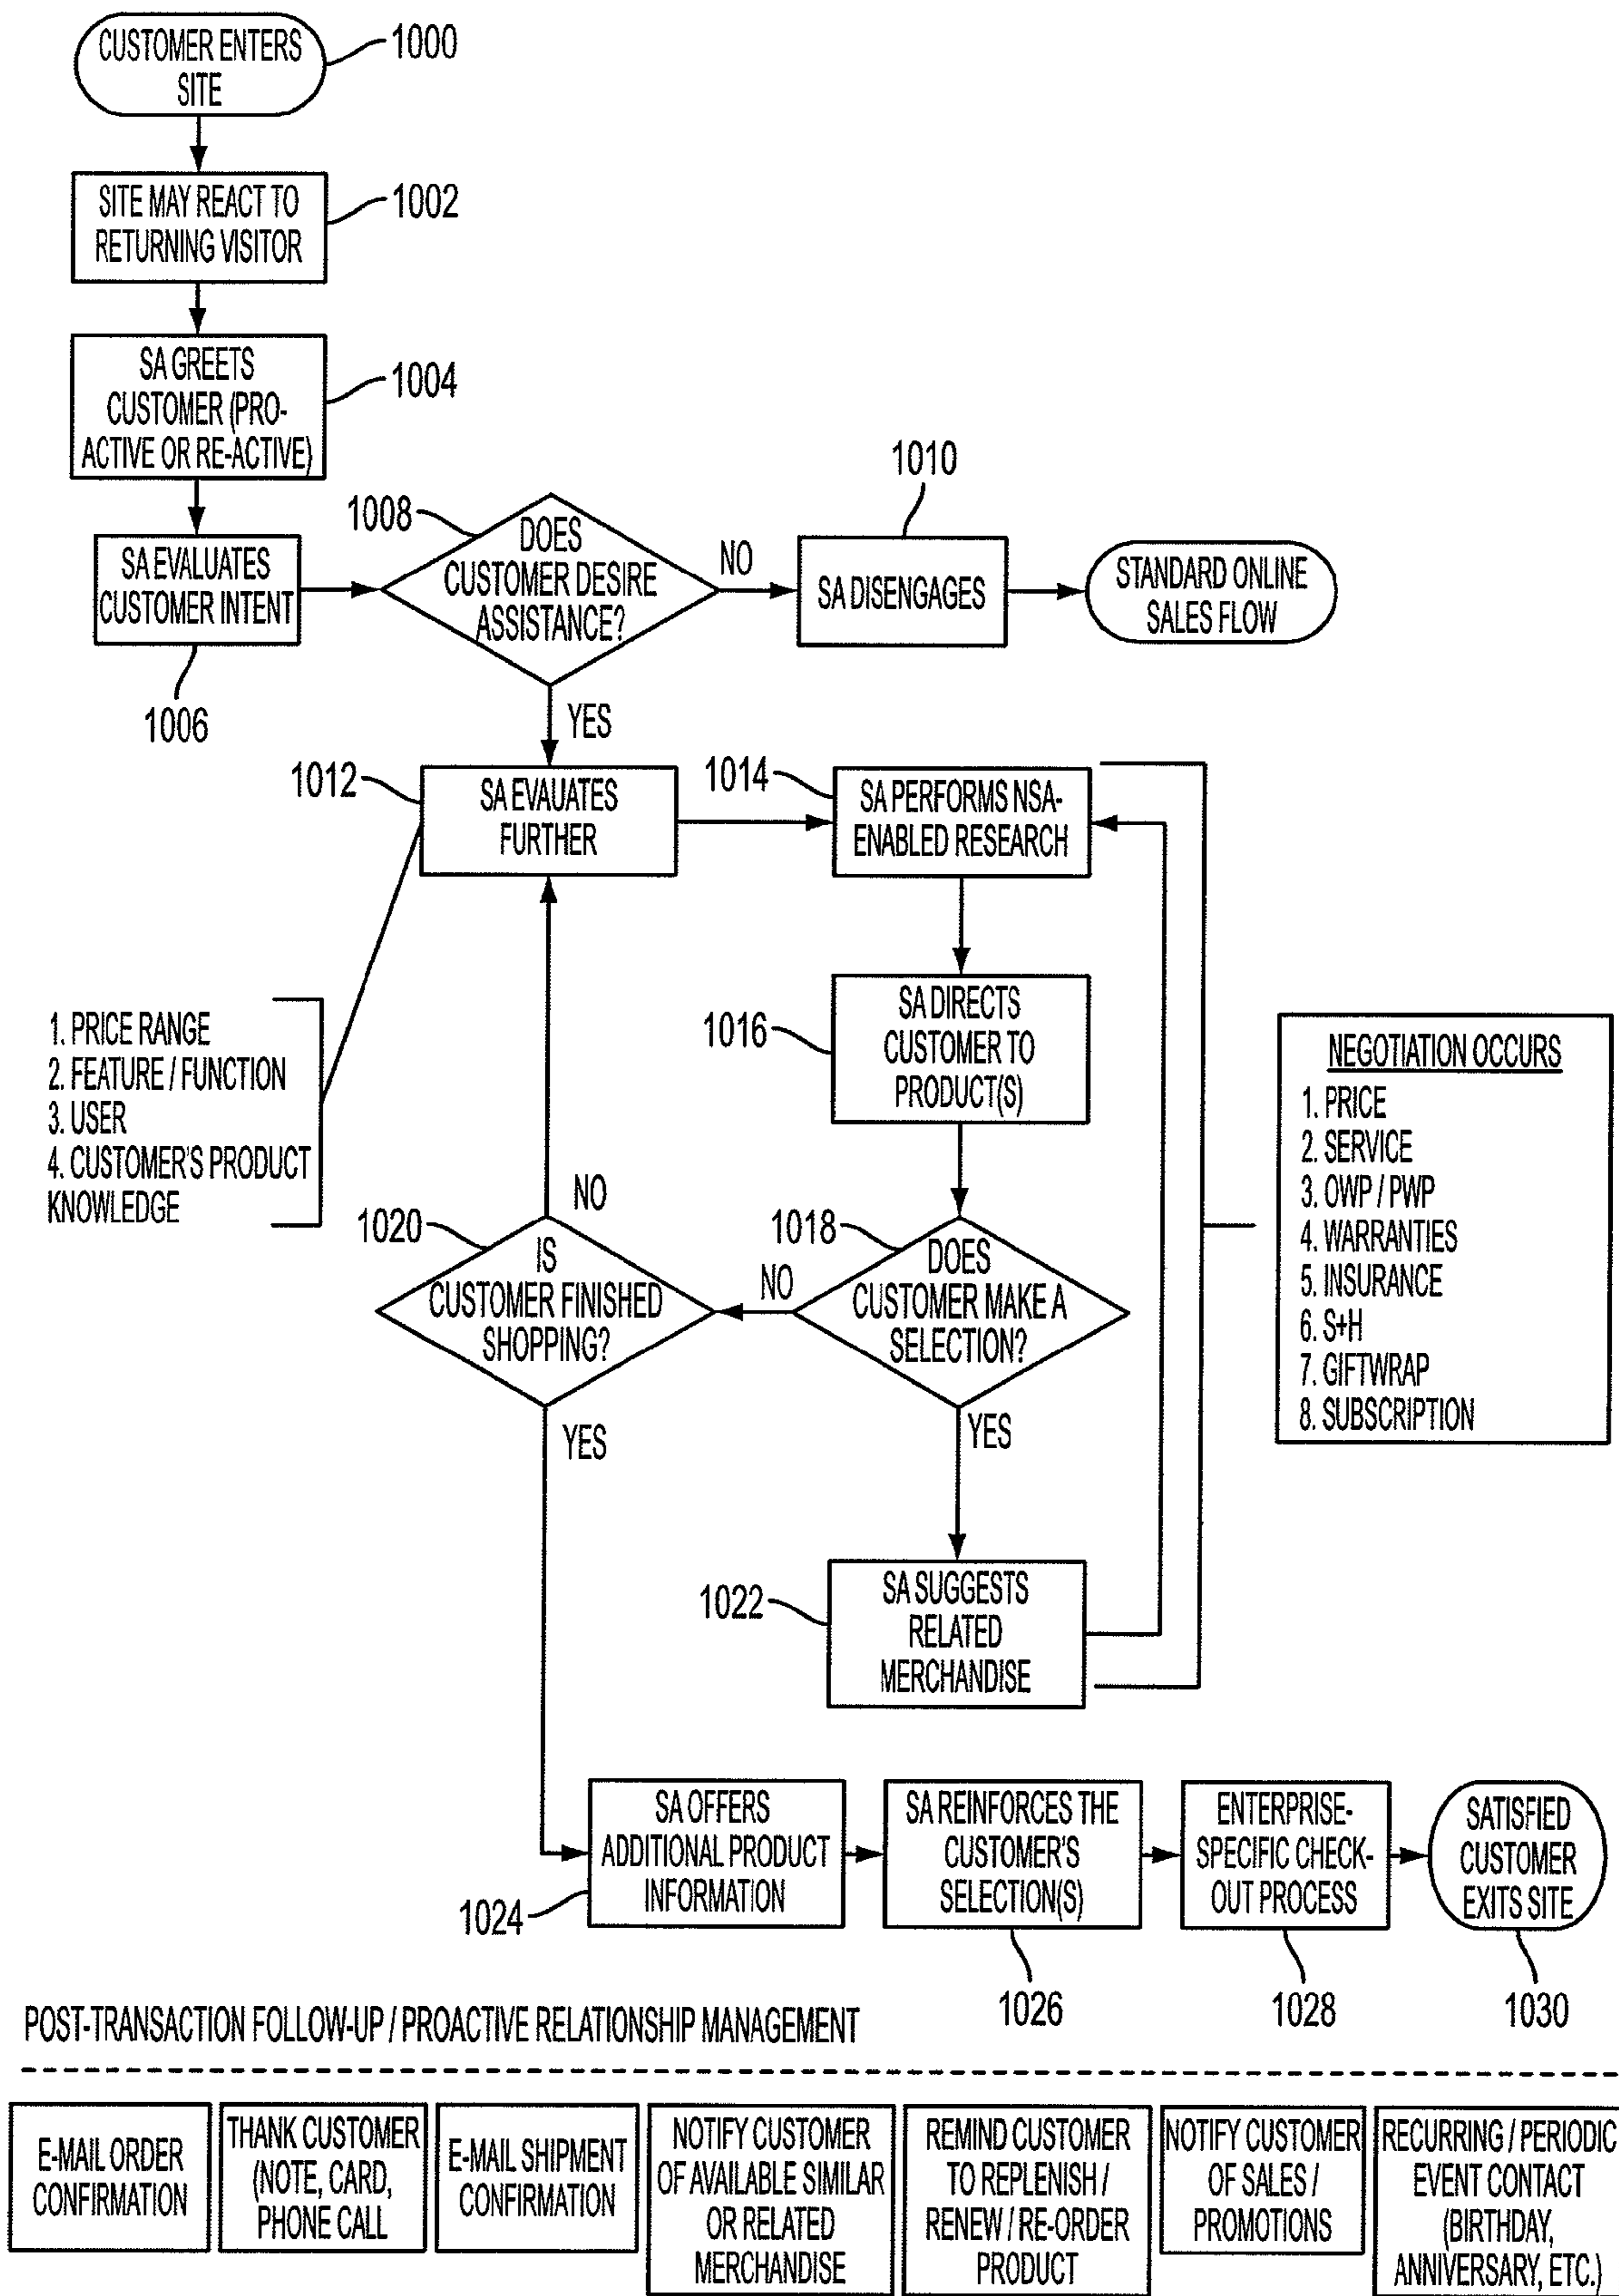 CUSTOMER ENTERS
SITE
1000
SITE MAY REACT TO
RETURNING VISITOR
1002
SA GREETS
CUSTOMER (PRO-
ACTIVE OR RE-ACTIVE)
1004
SA EVALUATES
CUSTOMER INTENT
1006
1008
DOES
CUSTOMER DESIRE
ASSISTANCE?
NO
1010
SA DISENGAGES
STANDARD ONLINE
SALES FLOW
YES
1012
SA EVAUATES
FURTHER
1014
SA PERFORMS NSA-
ENABLED RESEARCH
1. PRICE RANGE
2. FEATURE / FUNCTION
3. USER
4. CUSTOMER'S PRODUCT
KNOWLEDGE
1016
SA DIRECTS
CUSTOMER TO
PRODUCT(S)
NEGOTIATION OCCURS
1. PRICE
2. SERVICE
3. OWP / PWP
4. WARRANTIES
5. INSURANCE
6. S+H
7. GIFTWRAP
8. SUBSCRIPTION
NO
1020
IS
CUSTOMER FINISHED
SHOPPING?
NO
1018
DOES
CUSTOMER MAKE A
SELECTION?
YES
YES
1022
SA SUGGESTS
RELATED
MERCHANDISE
SA OFFERS
ADDITIONAL PRODUCT
INFORMATION
1024
SA REINFORCES THE
CUSTOMER'S
SELECTION(S)
1026
ENTERPRISE-
SPECIFIC CHECK-
OUT PROCESS
1028
SATISFIED
CUSTOMER
EXITS SITE
1030
POST-TRANSACTION FOLLOW-UP / PROACTIVE RELATIONSHIP MANAGEMENT
E-MAIL ORDER
CONFIRMATION
THANK CUSTOMER
(NOTE, CARD,
PHONE CALL
E-MAIL SHIPMENT
CONFIRMATION
NOTIFY CUSTOMER
OF AVAILABLE SIMILAR
OR RELATED
MERCHANDISE
REMIND CUSTOMER
TO REPLENISH /
RENEW / RE-ORDER
PRODUCT
NOTIFY CUSTOMER
OF SALES /
PROMOTIONS
RECURRING / PERIODIC
EVENT CONTACT
(BIRTHDAY,
ANNIVERSARY, ETC.)